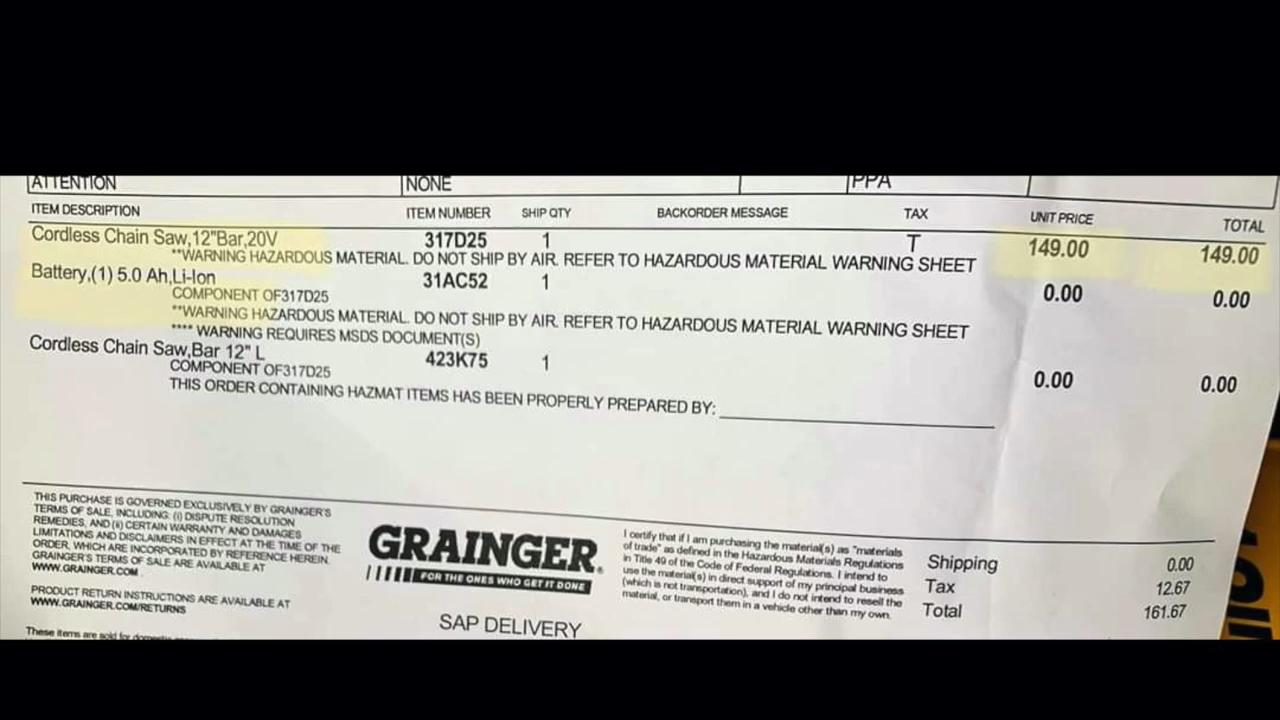 ATTENTION NONE PPA
ITEM DESCRIPTION ITEM NUMBER SHIP QTY BACKORDER MESSAGE TAX UNIT PRICE TOTAL
Cordless Chain Saw,12"Bar,20V 317D25 1 T 149.00 149.00
**WARNING HAZARDOUS MATERIAL. DO NOT SHIP BY AIR. REFER TO HAZARDOUS MATERIAL WARNING SHEET
Battery,(1) 5.0 Ah,Li-Ion 31AC52 1 0.00 0.00
COMPONENT OF317D25
**WARNING HAZARDOUS MATERIAL. DO NOT SHIP BY AIR. REFER TO HAZARDOUS MATERIAL WARNING SHEET
**** WARNING REQUIRES MSDS DOCUMENT(S)
Cordless Chain Saw,Bar 12" L 423K75 1 0.00 0.00
COMPONENT OF317D25
THIS ORDER CONTAINING HAZMAT ITEMS HAS BEEN PROPERLY PREPARED BY:
THIS PURCHASE IS GOVERNED EXCLUSIVELY BY GRAINGER'S
TERMS OF SALE, INCLUDING: (i) DISPUTE RESOLUTION
REMEDIES, AND (ii) CERTAIN WARRANTY AND DAMAGES
LIMITATIONS AND DISCLAIMERS IN EFFECT AT THE TIME OF THE
ORDER, WHICH ARE INCORPORATED BY REFERENCE HEREIN.
GRAINGER'S TERMS OF SALE ARE AVAILABLE AT
WWW.GRAINGER.COM.
PRODUCT RETURN INSTRUCTIONS ARE AVAILABLE AT
WWW.GRAINGER.COM/RETURNS
These items are sold for
GRAINGER®
FOR THE ONES WHO GET IT DONE
SAP DELIVERY
I certify that if I am purchasing the material(s) as "materials
of trade" as defined in the Hazardous Materials Regulations
in Title 49 of the Code of Federal Regulations. I intend to
use the material(s) in direct support of my principal business
(which is not transportation), and I do not intend to resell the
material, or transport them in a vehicle other than my own.
Shipping 0.00
Tax 12.67
Total 161.67